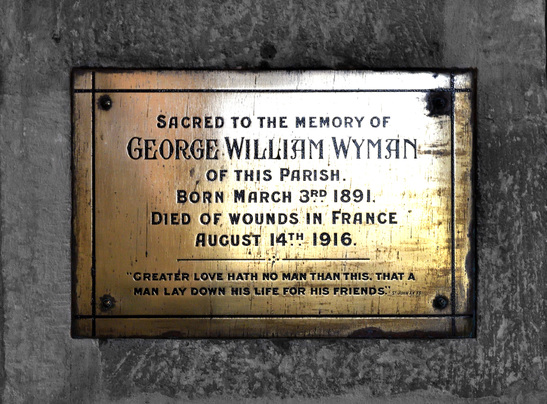 SACRED TO THE MEMORY OF
GEORGE WILLIAM WYMAN
OF THIS PARISH.
BORN MARCH 3RD 1891.
DIED OF WOUNDS IN FRANCE
AUGUST 14TH 1916.
"GREATER LOVE HATH NO MAN THAN THIS, THAT A
MAN LAY DOWN HIS LIFE FOR HIS FRIENDS."